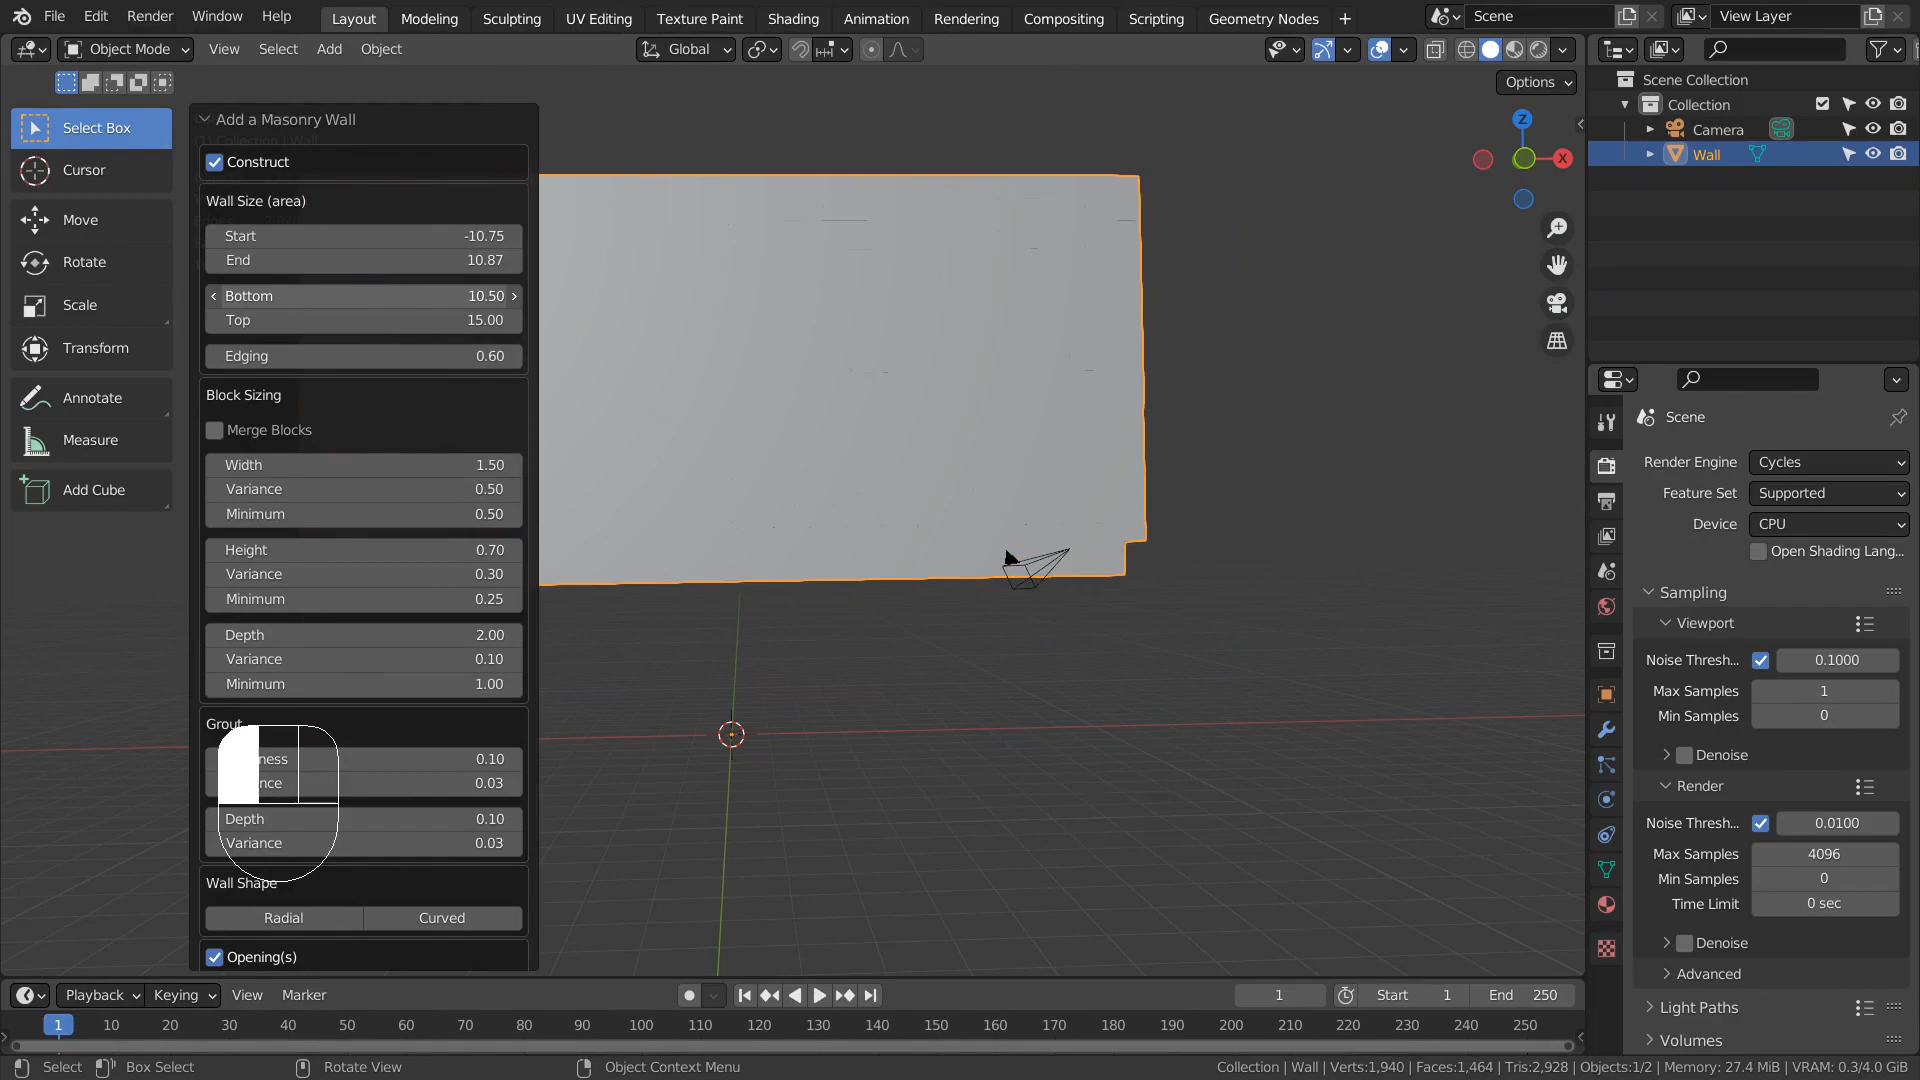 File Edit Render Window Help Layout Modeling Sculpting UV Editing Texture Paint Shading Animation Rendering Compositing Scripting Geometry Nodes + Scene View Layer
Object Mode View Select Add Object Global
Options
Scene Collection
Collection
Camera
Wall
Select Box
Cursor
Move
Rotate
Scale
Transform
Annotate
Measure
Add Cube
Add a Masonry Wall
Construct
Wall Size (area)
Start -10.75
End 10.87
Bottom 10.50
Top 15.00
Edging 0.60
Block Sizing
Merge Blocks
Width 1.50
Variance 0.50
Minimum 0.50
Height 0.70
Variance 0.30
Minimum 0.25
Depth 2.00
Variance 0.10
Minimum 1.00
Grout
ness 0.10
nce 0.03
Depth 0.10
Variance 0.03
Wall Shape
Radial Curved
Opening(s)
Z
X
Scene
Render Engine Cycles
Feature Set Supported
Device CPU
Open Shading Lang...
Sampling
Viewport
Noise Thresh... 0.1000
Max Samples 1
Min Samples 0
Denoise
Render
Noise Thresh... 0.0100
Max Samples 4096
Min Samples 0
Time Limit 0 sec
Denoise
Advanced
Light Paths
Volumes
Playback Keying View Marker 1 Start 1 End 250
1 10 20 30 40 50 60 70 80 90 100 110 120 130 140 150 160 170 180 190 200 210 220 230 240 250
Select Box Select Rotate View Object Context Menu Collection | Wall | Verts:1,940 | Faces:1,464 | Tris:2,928 | Objects:1/2 | Memory: 27.4 MiB | VRAM: 0.3/4.0 GiB